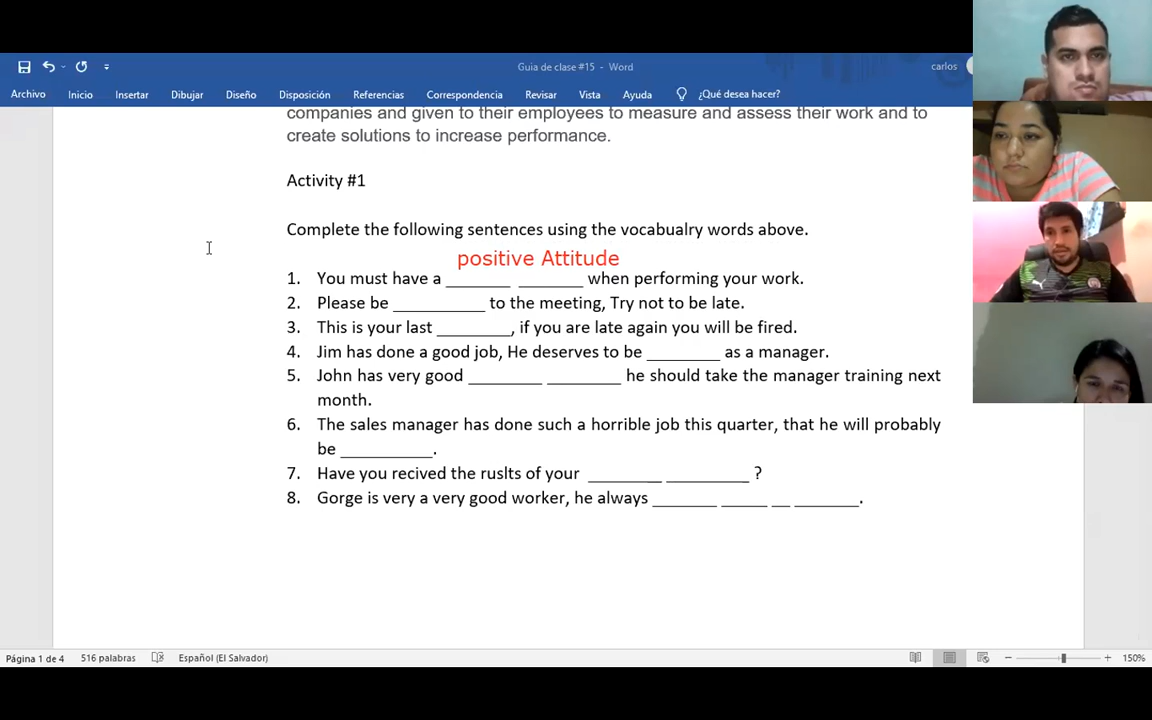 Guia de clase #15 - Word
carlos
Archivo Inicio Insertar Dibujar Diseño Disposición Referencias Correspondencia Revisar Vista Ayuda ¿Qué desea hacer?
companies and given to their employees to measure and assess their work and to
create solutions to increase performance.
Activity #1
Complete the following sentences using the vocabualry words above.
positive Attitude
1. You must have a _______ _______ when performing your work.
2. Please be __________ to the meeting, Try not to be late.
3. This is your last ________, if you are late again you will be fired.
4. Jim has done a good job, He deserves to be ________ as a manager.
5. John has very good ________ ________ he should take the manager training next
month.
6. The sales manager has done such a horrible job this quarter, that he will probably
be __________.
7. Have you recived the ruslts of your ________ _________ ?
8. Gorge is very a very good worker, he always _______ _____ __ _______.
Página 1 de 4 516 palabras Español (El Salvador) 150%